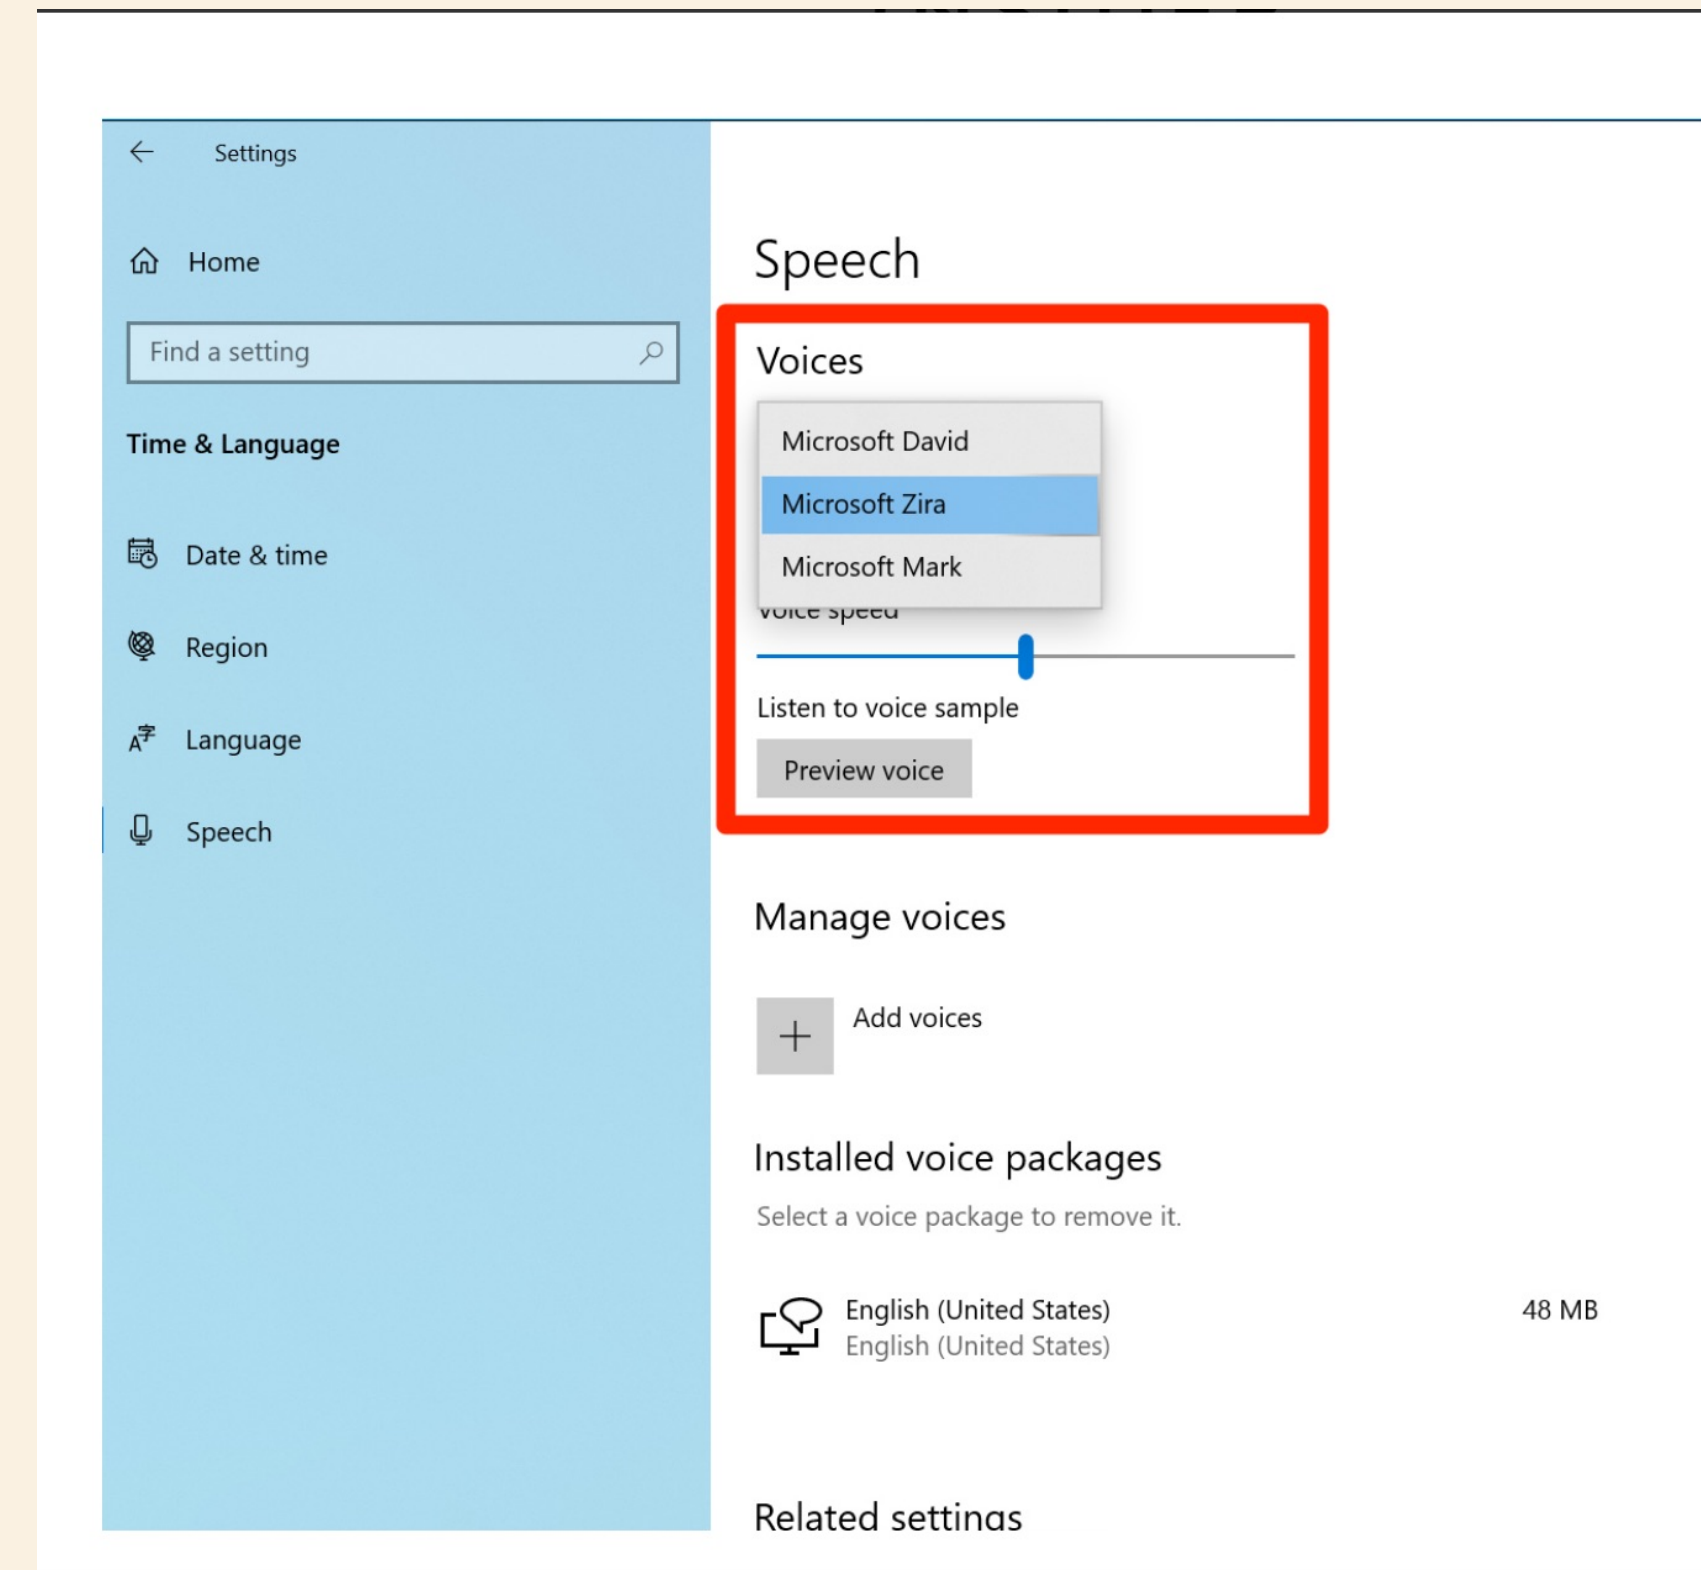 Settings
Home
Find a setting
Time & Language
Date & time
Region
Language
Speech
Speech
Voices
Microsoft David
Microsoft Zira
Microsoft Mark
Voice speed
Listen to voice sample
Preview voice
Manage voices
Add voices
Installed voice packages
Select a voice package to remove it.
English (United States) 48 MB
English (United States)
Related settings